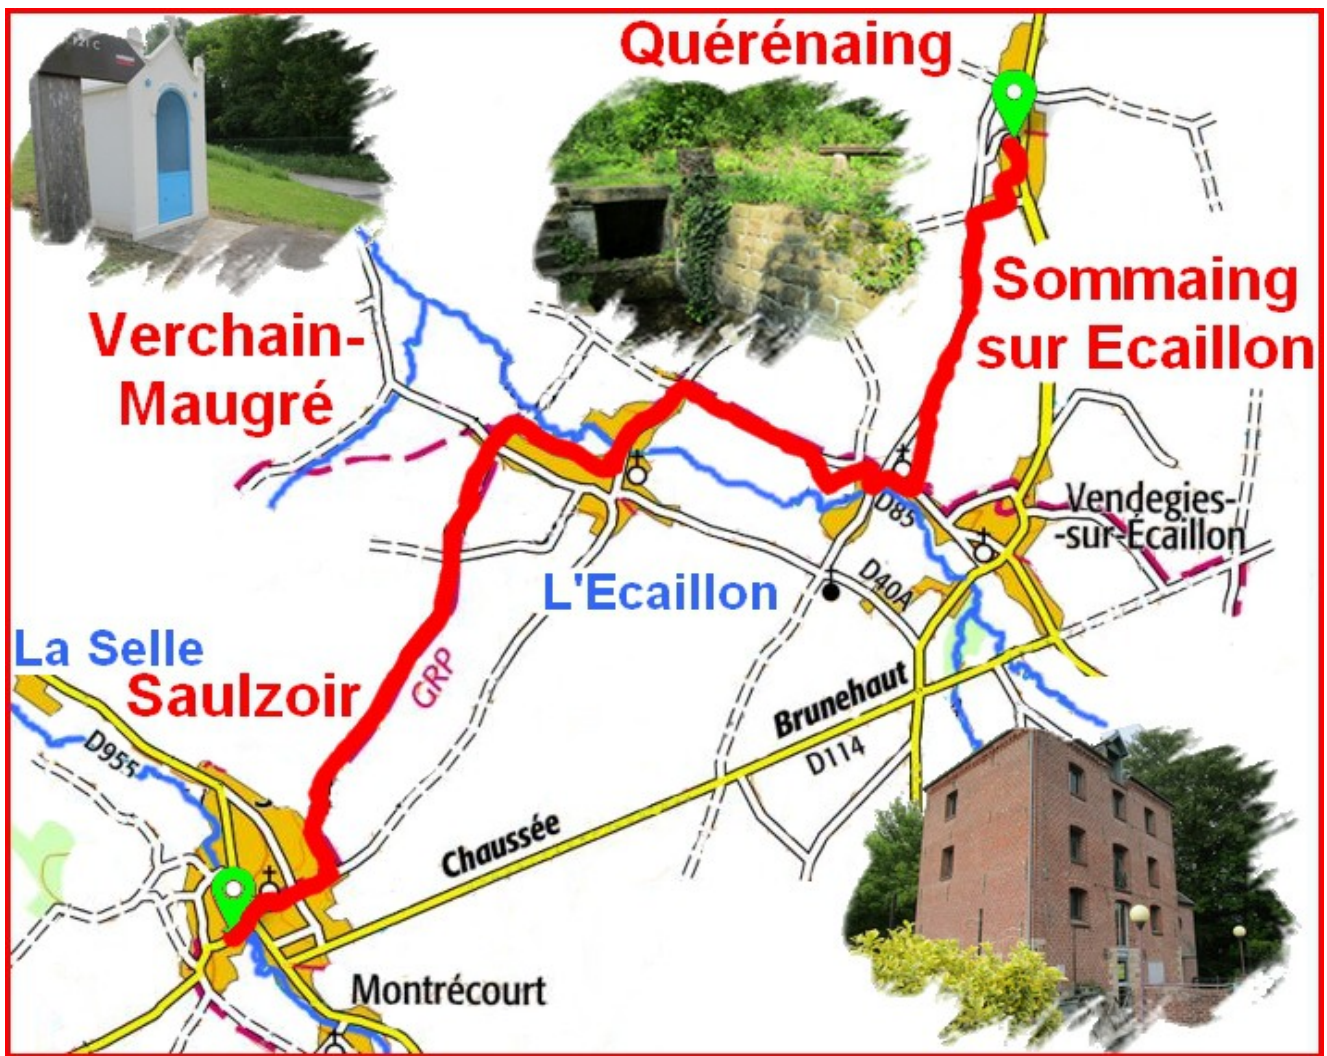 Quérénaing
Sommaing
sur Ecaillon
Verchain-
Maugré
D85
Vendegies-
-sur-Écaillon
D40A
L'Ecaillon
La Selle
Saulzoir
GRP
Brunehaut
D114
D955
Chaussée
Montrécourt